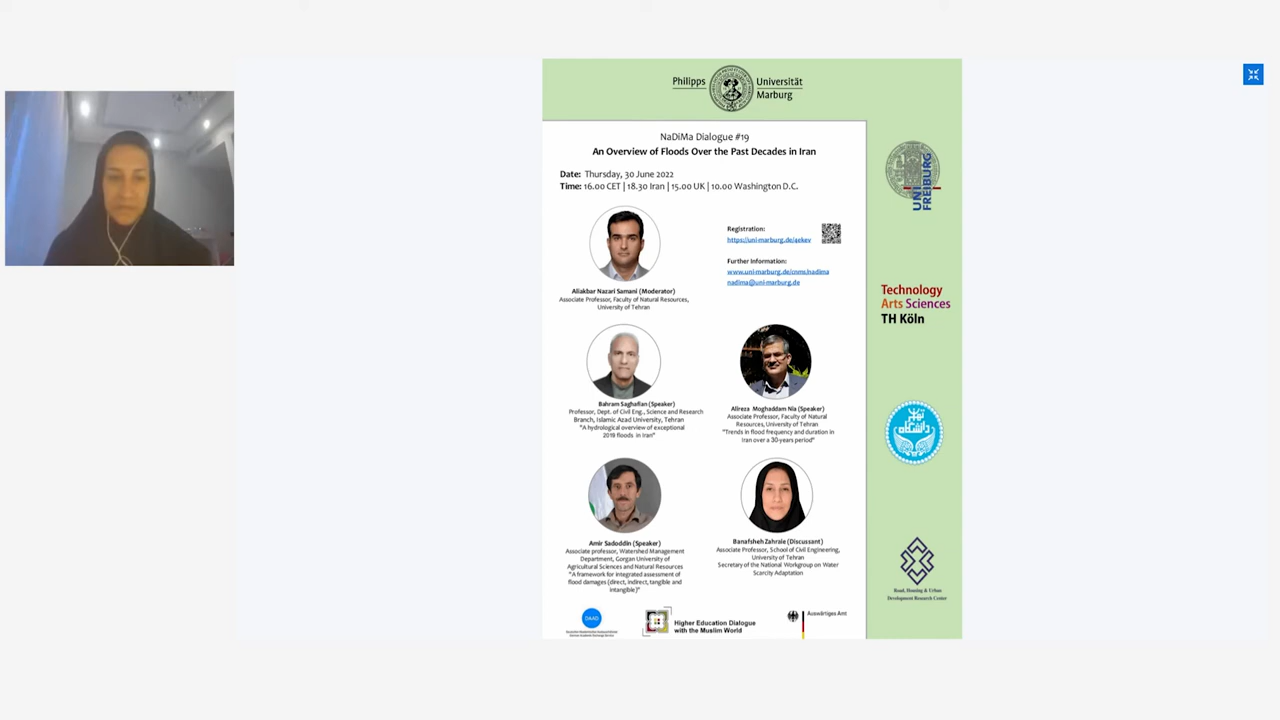 Philipps
Universität
Marburg
NaDiMa Dialogue #19
An Overview of Floods Over the Past Decades in Iran
Date: Thursday, 30 June 2022
Time: 16.00 CET | 18.30 Iran | 15.00 UK | 10.00 Washington D.C.
Registration:
https://uni-marburg.de/aekev
Further Information:
www.uni-marburg.de/cnms/nadima
nadima@uni-marburg.de
Aliakbar Nazari Samani (Moderator)
Associate Professor, Faculty of Natural Resources,
University of Tehran
Bahram Saghafian (Speaker)
Professor, Dept. of Civil Eng., Science and Research
Branch, Islamic Azad University, Tehran
"A hydrological overview of exceptional
2019 floods in Iran"
Alireza Moghaddam Nia (Speaker)
Associate Professor, Faculty of Natural
Resources, University of Tehran
"Trends in flood frequency and duration in
Iran over a 30-years period"
Amir Sadoddin (Speaker)
Associate professor, Watershed Management
Department, Gorgan University of
Agricultural Sciences and Natural Resources
"A framework for integrated assessment of
flood damages (direct, indirect, tangible and
intangible)"
Banafsheh Zahraie (Discussant)
Associate Professor, School of Civil Engineering,
University of Tehran
Secretary of the National Workgroup on Water
Scarcity Adaptation
DAAD
Deutscher Akademischer Austauschdienst
German Academic Exchange Service
Higher Education Dialogue
with the Muslim World
Auswärtiges Amt
UNI
FREIBURG
Technology
Arts Sciences
TH Köln
Road, Housing & Urban
Development Research Center